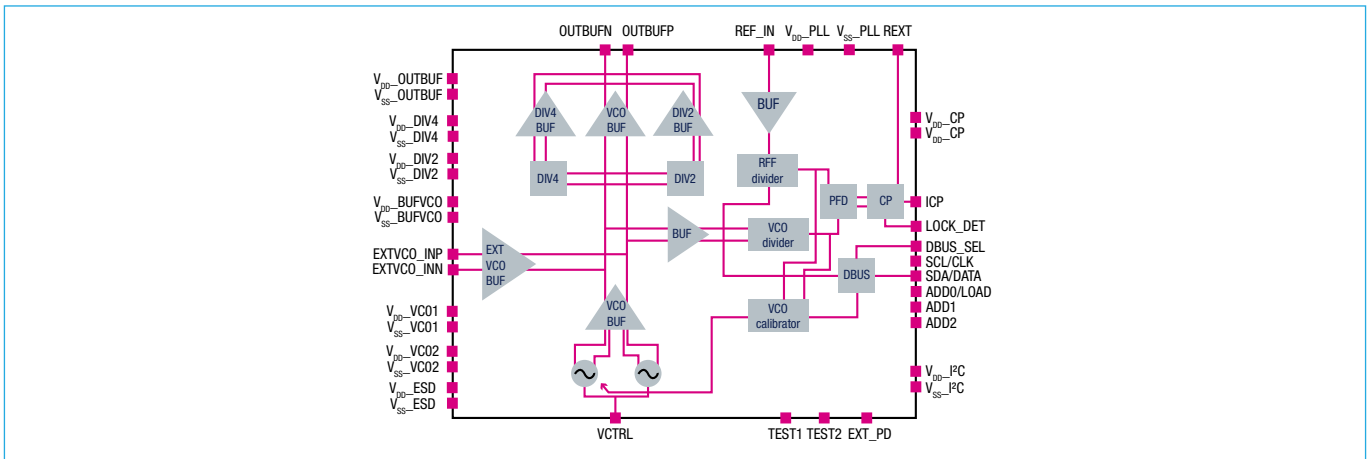 OUTBUFN OUTBUFP REF_IN VDD_PLL VSS_PLL REXT
VDD_OUTBUF
VSS_OUTBUF
VDD_DIV4
VSS_DIV4
VDD_DIV2
VSS_DIV2
VDD_BUFVCO
VSS_BUFVCO
EXTVCO_INP
EXTVCO_INN
VDD_VCO1
VSS_VCO1
VDD_VCO2
VSS_VCO2
VDD_ESD
VSS_ESD
DIV4
BUF
VCO
BUF
DIV2
BUF
BUF
DIV4
DIV2
RFF
divider
PFD
CP
BUF
VCO
divider
EXT
VCO
BUF
DBUS
VCO
BUF
VCO
calibrator
VDD_CP
VDD_CP
ICP
LOCK_DET
DBUS_SEL
SCL/CLK
SDA/DATA
ADD0/LOAD
ADD1
ADD2
VDD_I²C
VSS_I²C
VCTRL TEST1 TEST2 EXT_PD